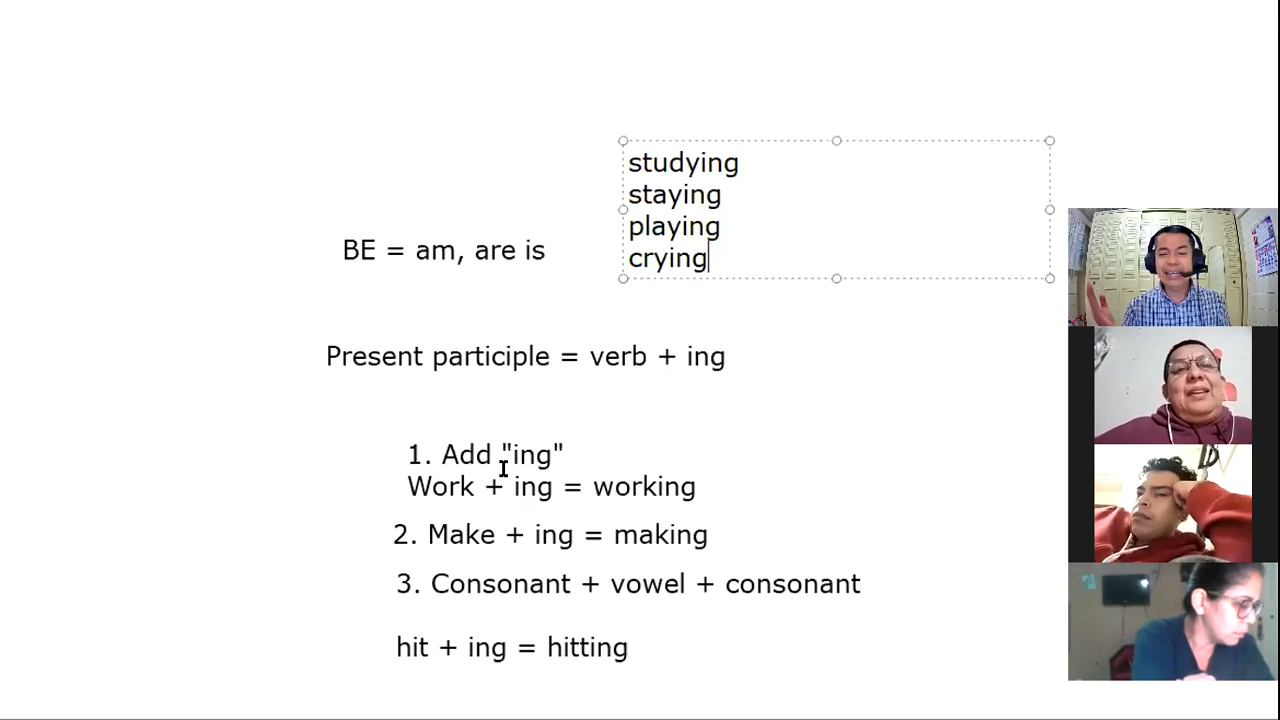 studying
staying
playing
crying
BE = am, are is
Present participle = verb + ing
1. Add "ing"
Work + ing = working
2. Make + ing = making
3. Consonant + vowel + consonant
hit + ing = hitting